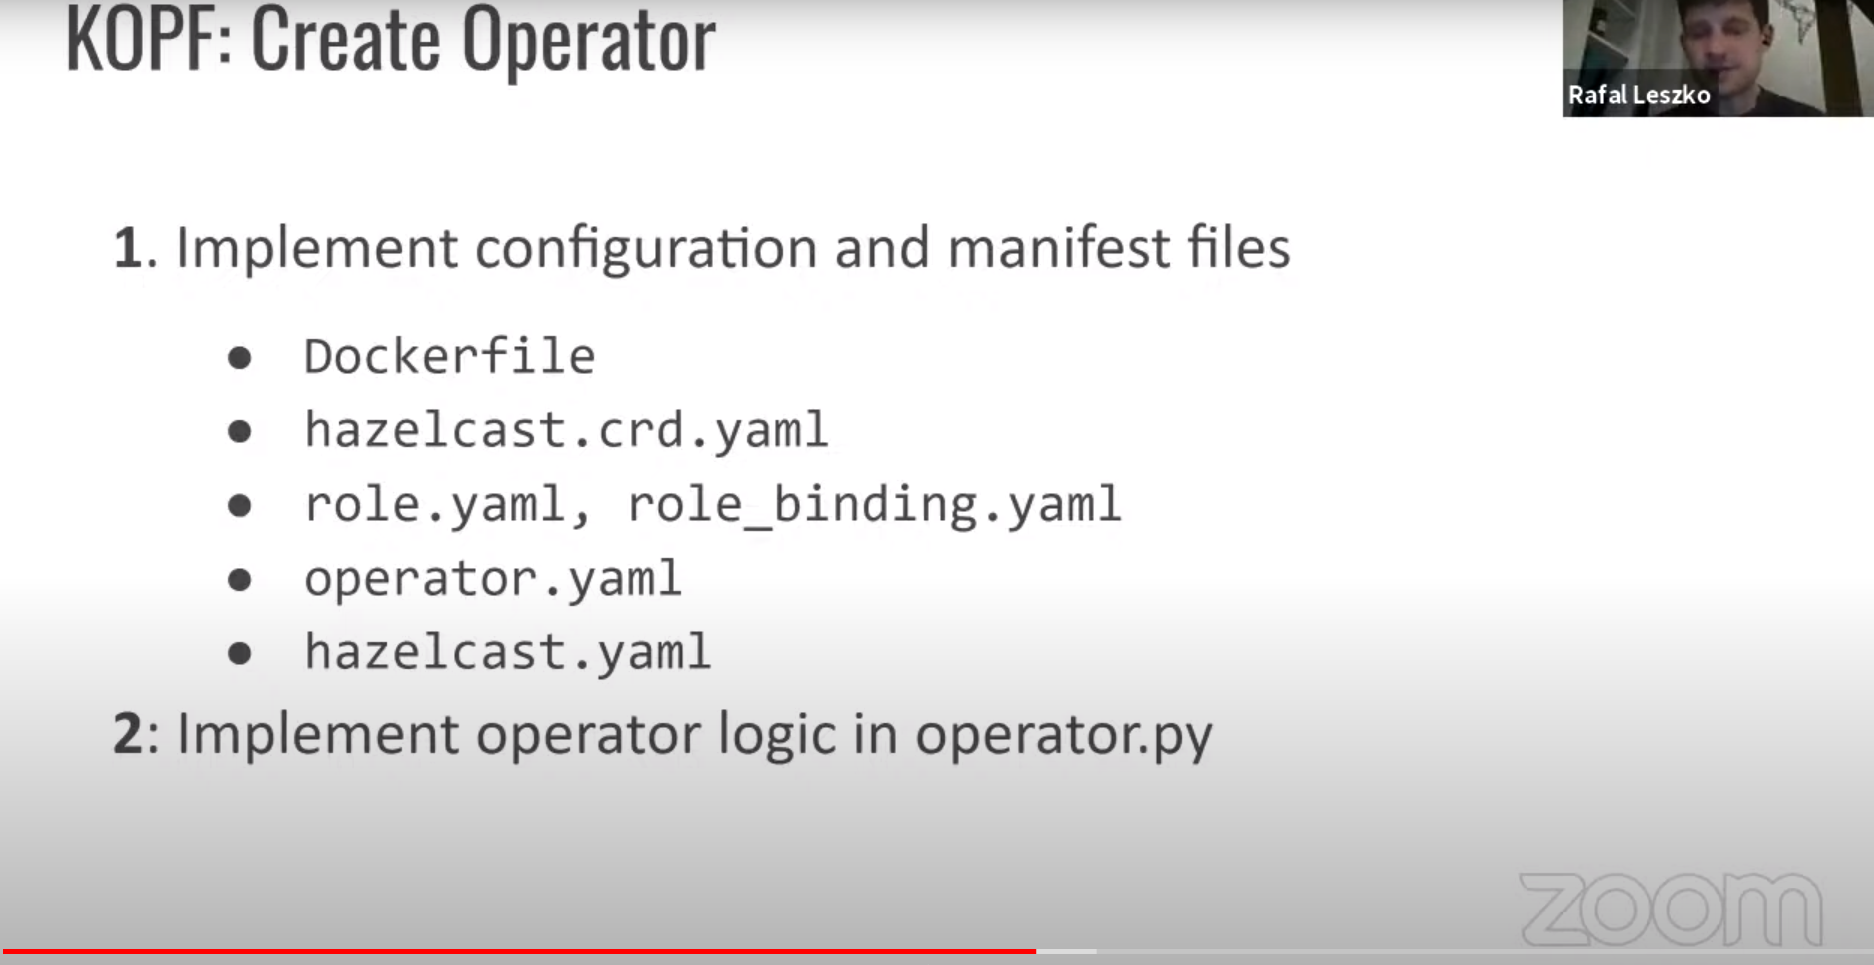 KOPF: Create Operator
Rafal Leszko
1. Implement configuration and manifest files
● Dockerfile
● hazelcast.crd.yaml
● role.yaml, role_binding.yaml
● operator.yaml
● hazelcast.yaml
2: Implement operator logic in operator.py
zoom